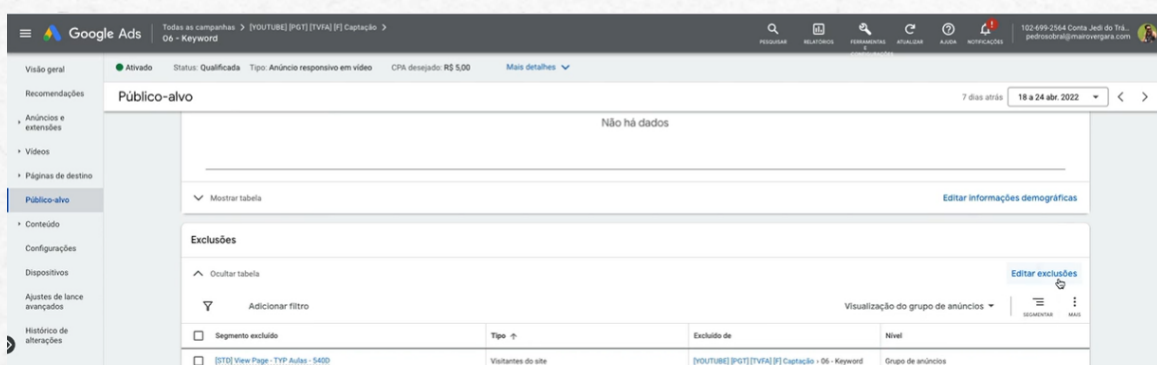 Google Ads
Todas as campanhas > [YOUTUBE] [PGT] [TVFA] [F] Captação >
06 - Keyword
PESQUISAR
RELATÓRIOS
FERRAMENTAS
E
ATUALIZAR
AJUDA
NOTIFICAÇÕES
102-699-2564 Conta Jedi do Trá...
pedrosobral@mairovergara.com
Visão geral
Recomendações
Anúncios e
extensões
Vídeos
Páginas de destino
Público-alvo
Conteúdo
Configurações
Dispositivos
Ajustes de lance
avançados
Histórico de
alterações
Ativado Status: Qualificada Tipo: Anúncio responsivo em vídeo CPA desejado: R$ 5,00 Mais detalhes
Público-alvo
7 dias atrás 18 a 24 abr. 2022
Não há dados
Mostrar tabela
Editar informações demográficas
Exclusões
Ocultar tabela
Editar exclusões
Adicionar filtro
Visualização do grupo de anúncios
SEGMENTAR
MAIS
Segmento excluído Tipo ↑ Excluído de Nível
[STD] View Page - TYP Aulas - 540D Visitantes do site [YOUTUBE] [PGT] [TVFA] [F] Captação › 06 - Keyword Grupo de anúncios